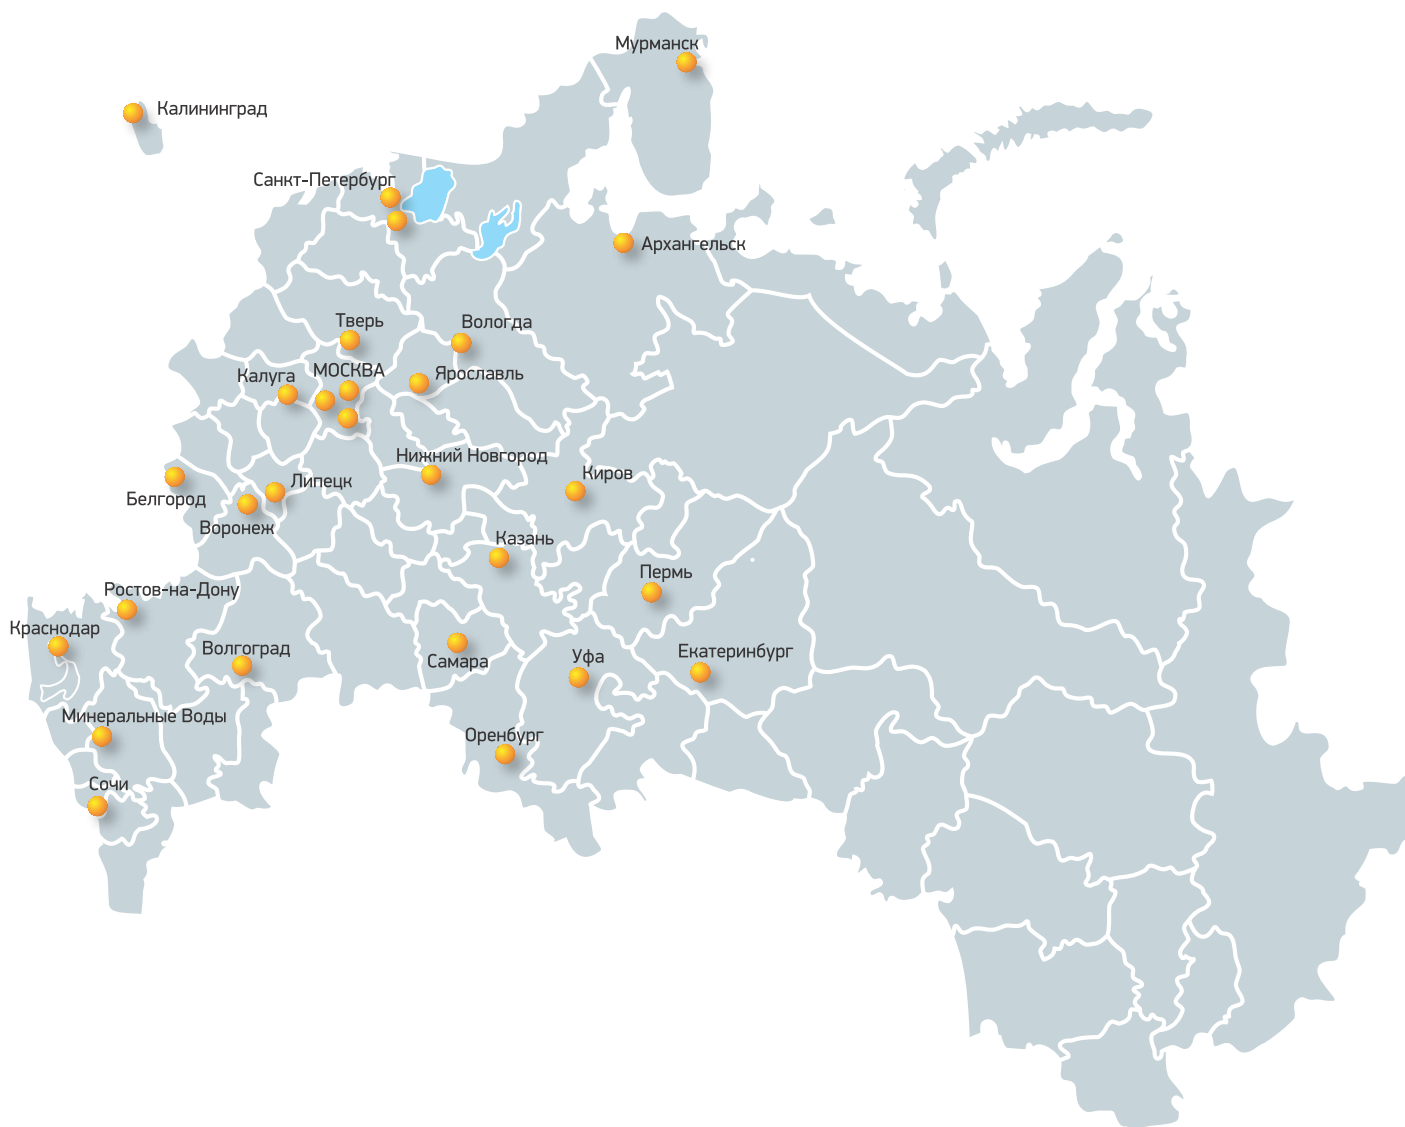 Мурманск
Калининград
Санкт-Петербург
Архангельск
Тверь
Вологда
МОСКВА
Калуга
Ярославль
Нижний Новгород
Киров
Липецк
Белгород
Воронеж
Казань
Пермь
Ростов-на-Дону
Краснодар
Волгоград
Самара
Уфа
Екатеринбург
Минеральные Воды
Оренбург
Сочи